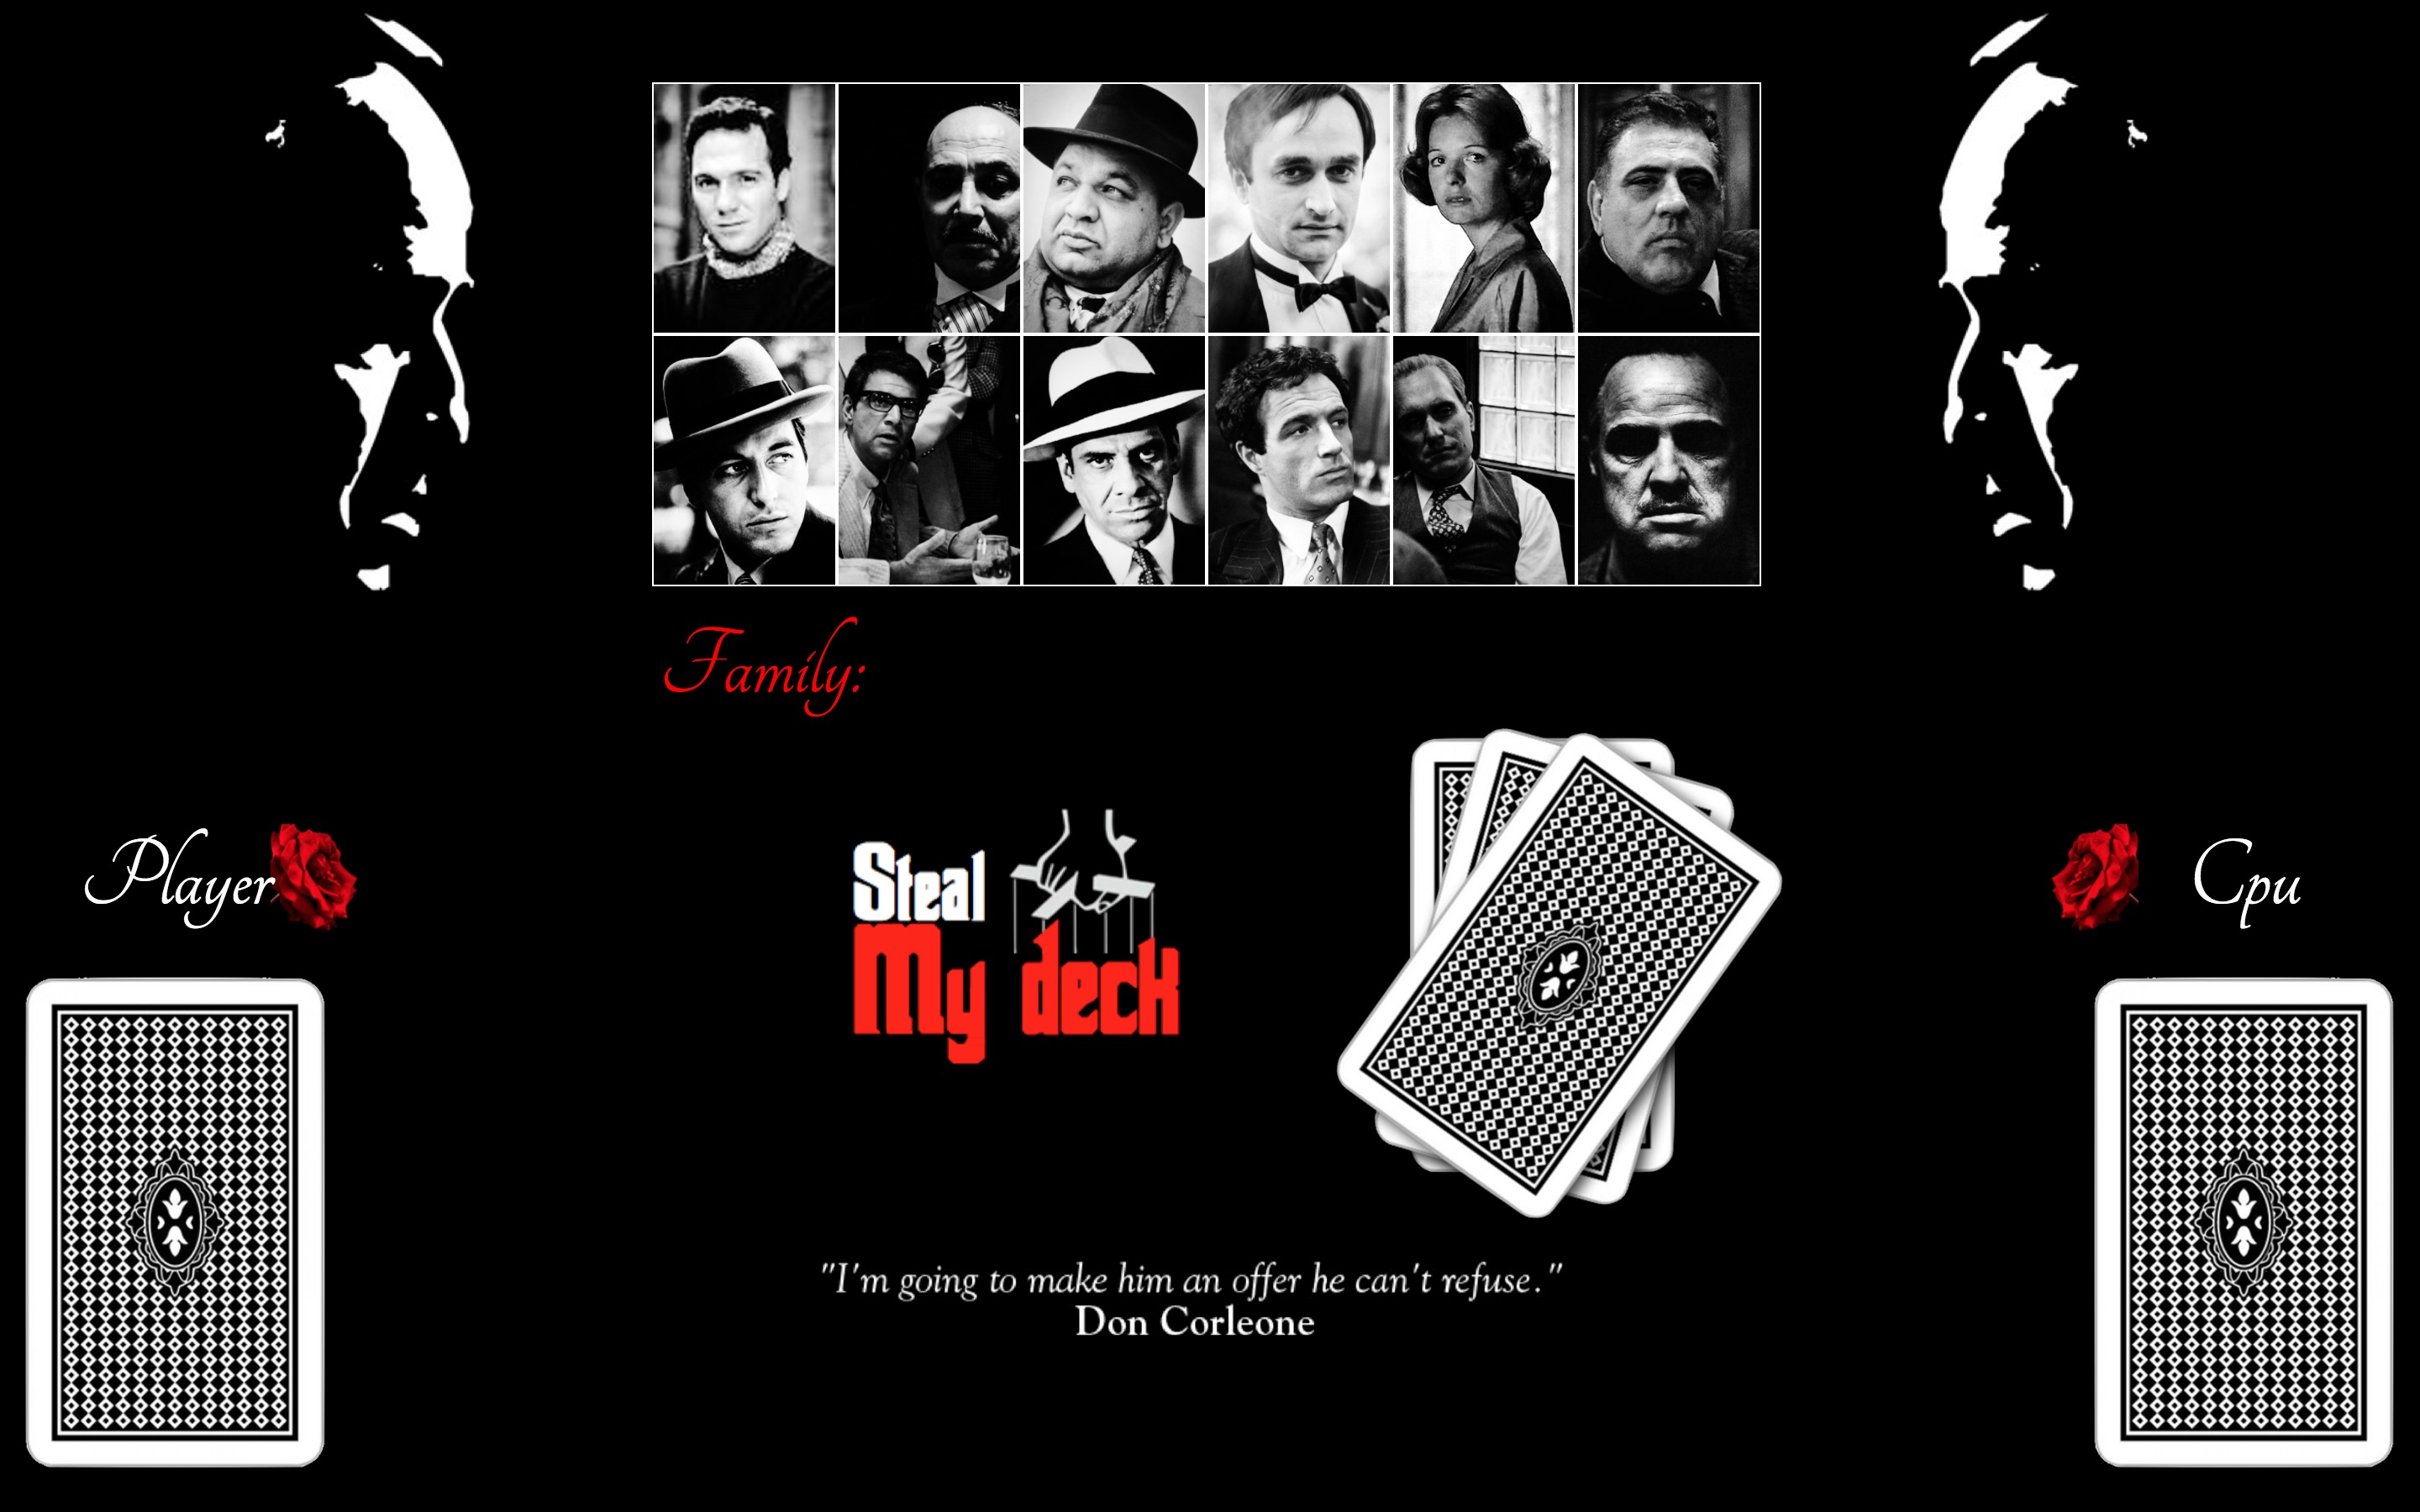 Family:
Player
Cpu
Steal
My deck
"I'm going to make him an offer he can't refuse."
Don Corleone